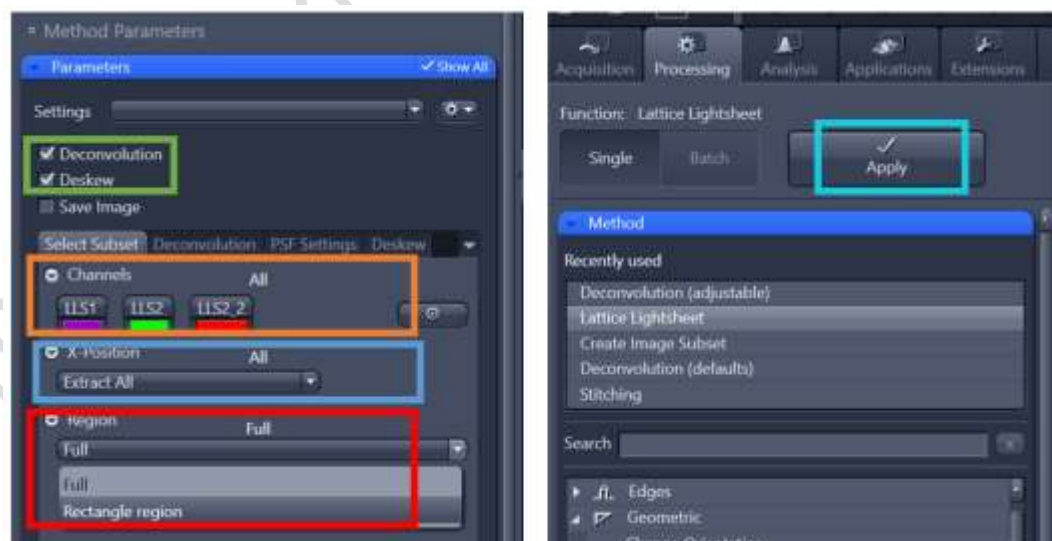 Method Parameters
Parameters
Show All
Settings
Deconvolution
Deskew
Save Image
Select Subset Deconvolution PSF Settings Deskew
Channels All
LLS1 LLS2 LLS2_2
X-Position All
Extract All
Region Full
Full
Full
Rectangle region
Acquisition Processing Analysis Applications Extensions
Function: Lattice Lightsheet
Single Batch Apply
Method
Recently used
Deconvolution (adjustable)
Lattice Lightsheet
Create Image Subset
Deconvolution (defaults)
Stitching
Search
Edges
Geometric